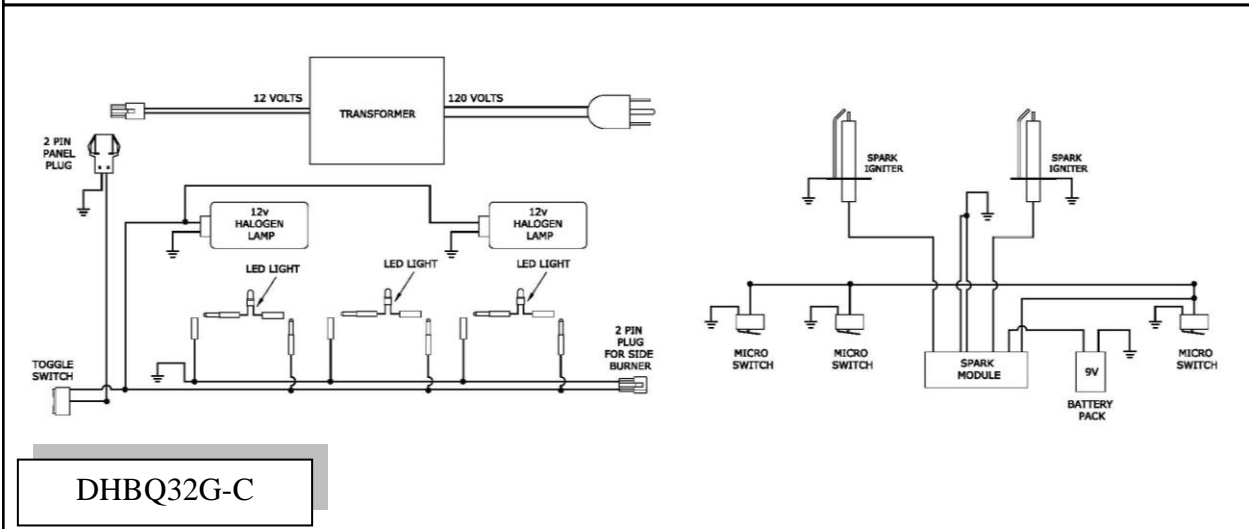 12 VOLTS
TRANSFORMER
120 VOLTS
2 PIN
PANEL
PLUG
12v
HALOGEN
LAMP
12v
HALOGEN
LAMP
LED LIGHT
LED LIGHT
LED LIGHT
2 PIN
PLUG
FOR SIDE
BURNER
TOGGLE
SWITCH
SPARK
IGNITER
SPARK
IGNITER
MICRO
SWITCH
MICRO
SWITCH
SPARK
MODULE
9V
BATTERY
PACK
MICRO
SWITCH
DHBQ32G-C